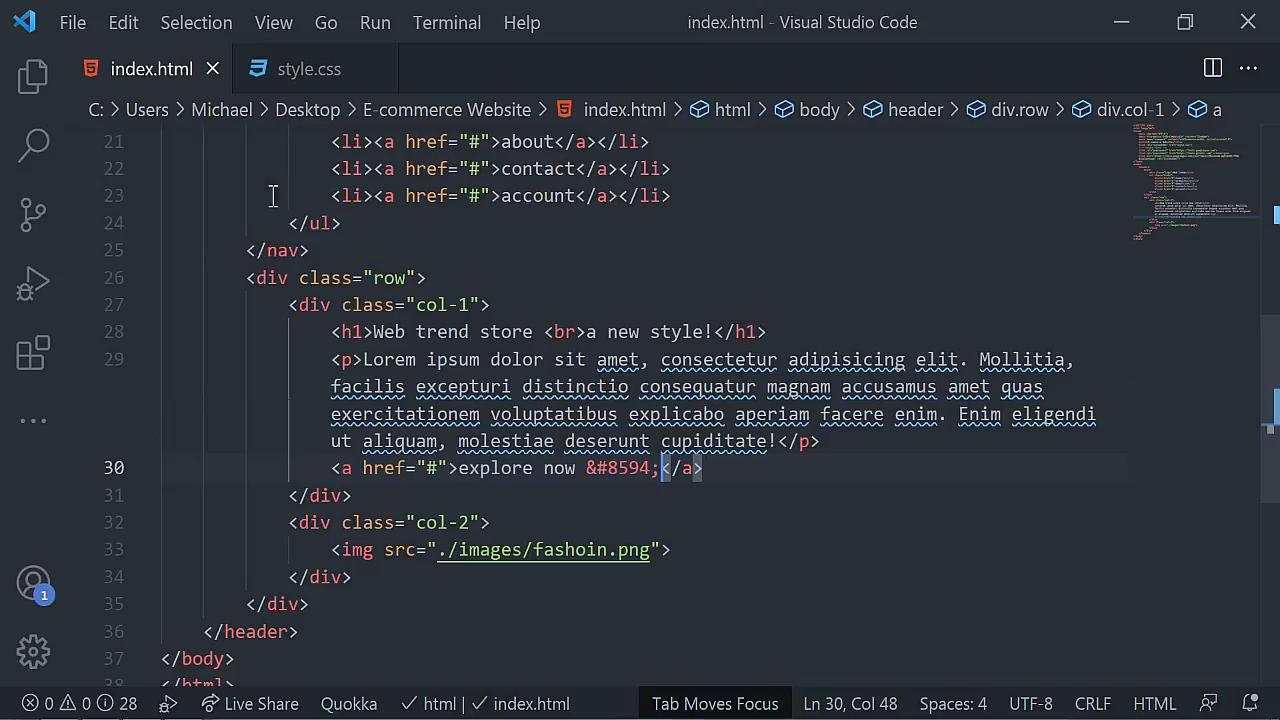 File Edit Selection View Go Run Terminal Help index.html - Visual Studio Code
index.html style.css
C: > Users > Michael > Desktop > E-commerce Website > index.html > html > body > header > div.row > div.col-1 > a
21 <li><a href="#">about</a></li>
22 <li><a href="#">contact</a></li>
23 <li><a href="#">account</a></li>
24 </ul>
25 </nav>
26 <div class="row">
27 <div class="col-1">
28 <h1>Web trend store <br>a new style!</h1>
29 <p>Lorem ipsum dolor sit amet, consectetur adipisicing elit. Mollitia,
facilis excepturi distinctio consequatur magnam accusamus amet quas
exercitationem voluptatibus explicabo aperiam facere enim. Enim eligendi
ut aliquam, molestiae deserunt cupiditate!</p>
30 <a href="#">explore now &#8594;</a>
31 </div>
32 <div class="col-2">
33 <img src="./images/fashoin.png">
34 </div>
35 </div>
36 </header>
37 </body>
</html>
1
0 0 28 Live Share Quokka html | index.html Tab Moves Focus Ln 30, Col 48 Spaces: 4 UTF-8 CRLF HTML